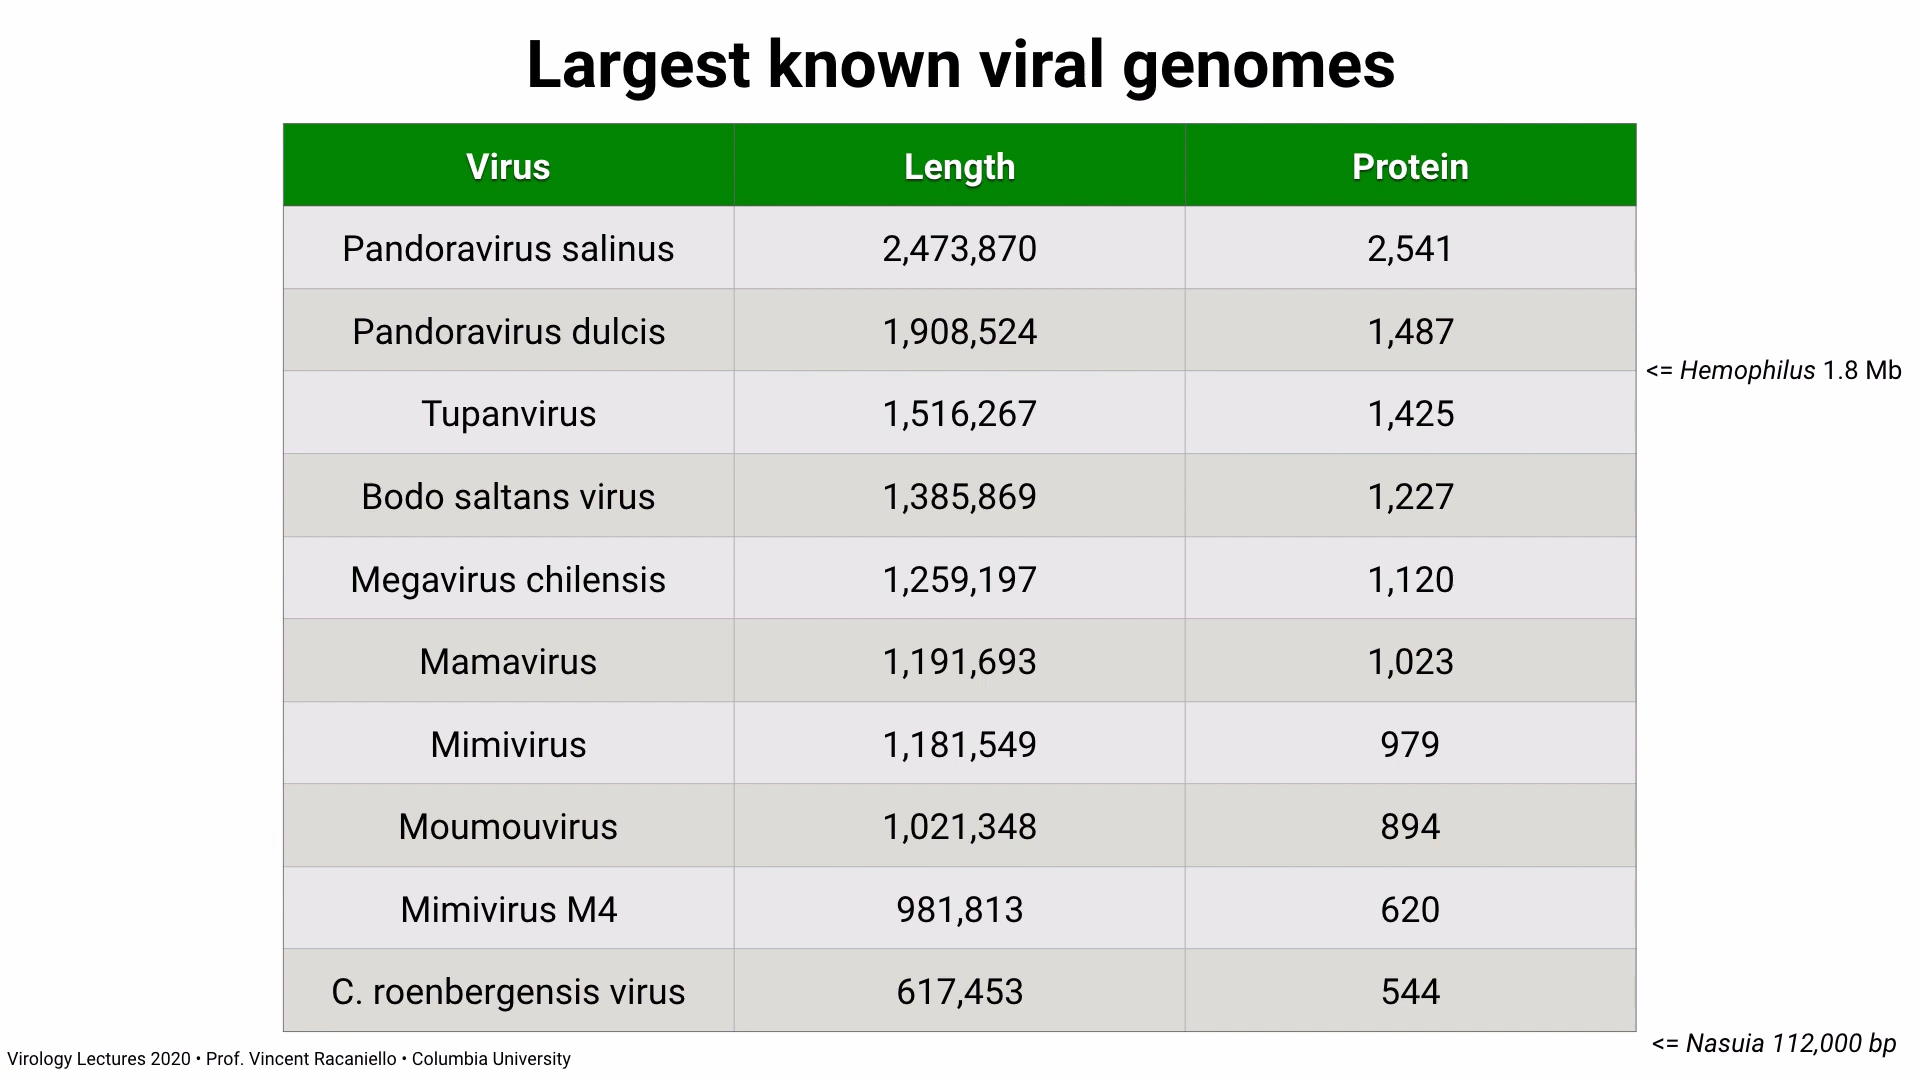 Largest known viral genomes
Virus Length Protein
Pandoravirus salinus 2,473,870 2,541
Pandoravirus dulcis 1,908,524 1,487
<= Hemophilus 1.8 Mb
Tupanvirus 1,516,267 1,425
Bodo saltans virus 1,385,869 1,227
Megavirus chilensis 1,259,197 1,120
Mamavirus 1,191,693 1,023
Mimivirus 1,181,549 979
Moumouvirus 1,021,348 894
Mimivirus M4 981,813 620
C. roenbergensis virus 617,453 544
<= Nasuia 112,000 bp
Virology Lectures 2020 • Prof. Vincent Racaniello • Columbia University